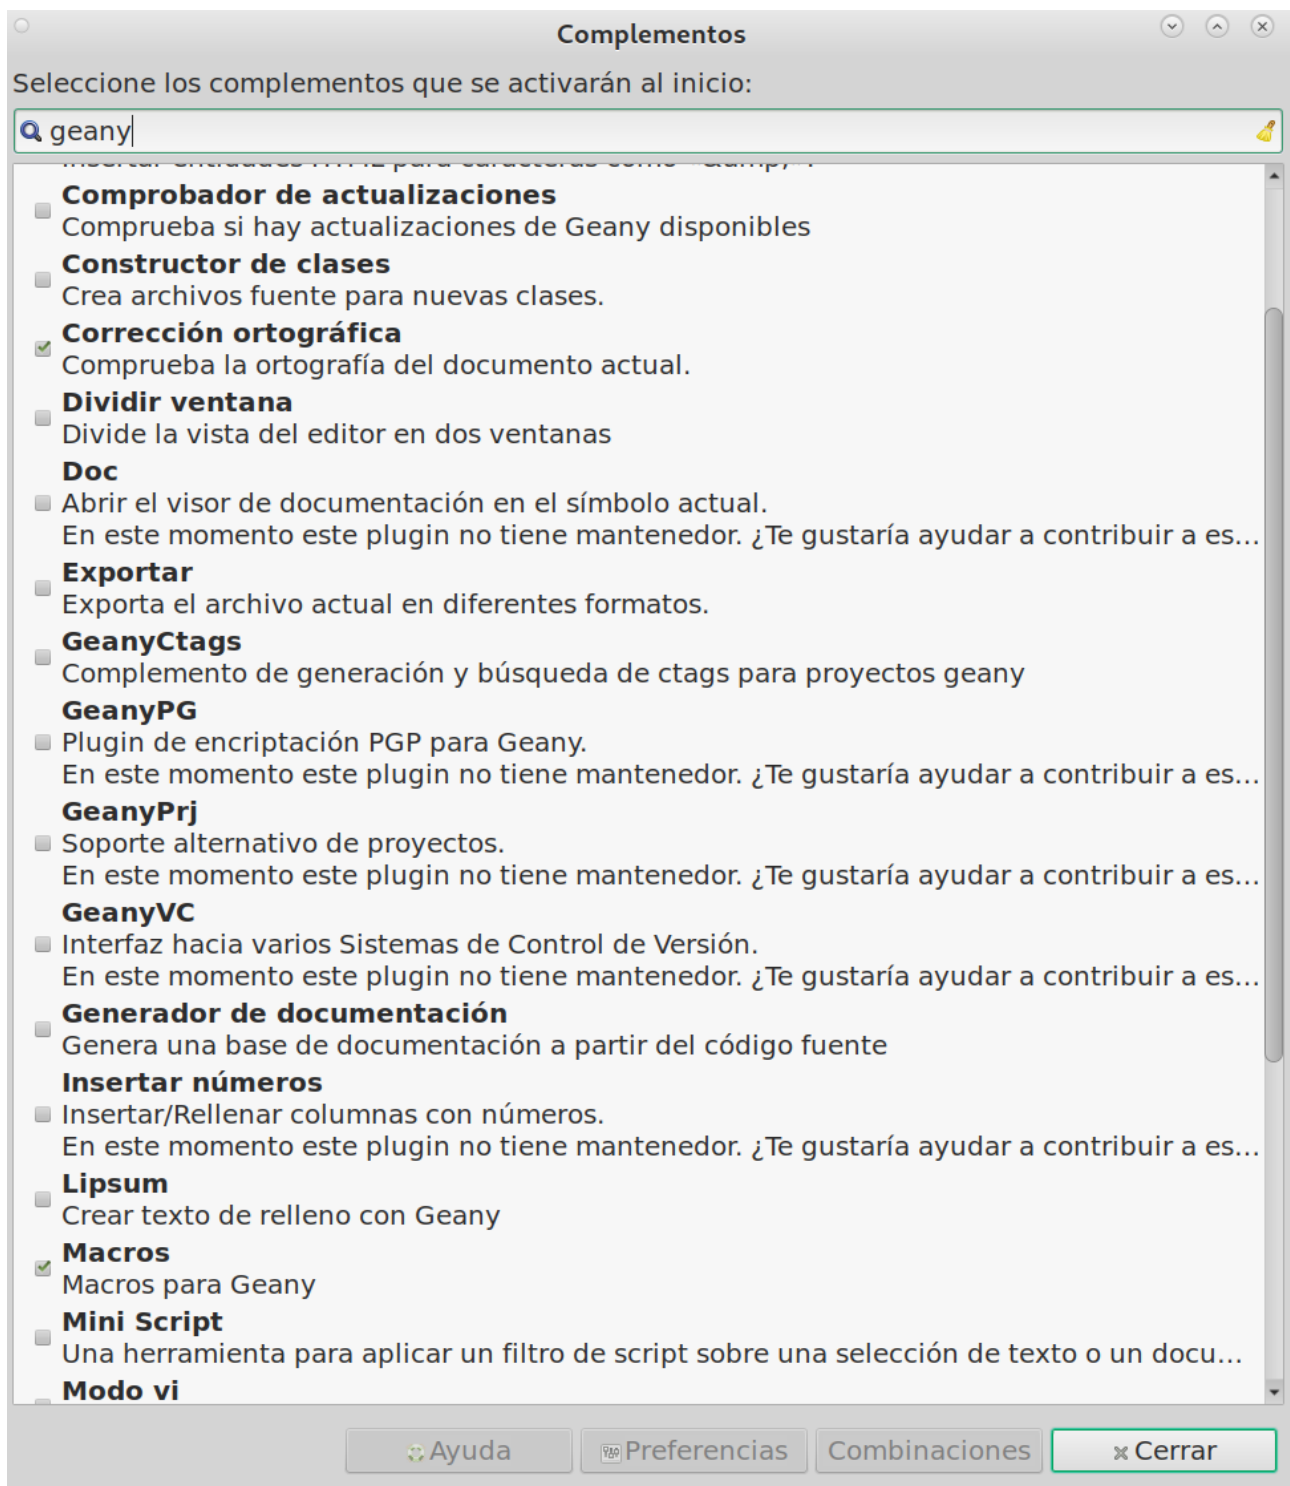 Complementos
Seleccione los complementos que se activarán al inicio:
geany
Insertar entidades HTML para caracteres como «&amp;».
Comprobador de actualizaciones
Comprueba si hay actualizaciones de Geany disponibles
Constructor de clases
Crea archivos fuente para nuevas clases.
Corrección ortográfica
Comprueba la ortografía del documento actual.
Dividir ventana
Divide la vista del editor en dos ventanas
Doc
Abrir el visor de documentación en el símbolo actual.
En este momento este plugin no tiene mantenedor. ¿Te gustaría ayudar a contribuir a es...
Exportar
Exporta el archivo actual en diferentes formatos.
GeanyCtags
Complemento de generación y búsqueda de ctags para proyectos geany
GeanyPG
Plugin de encriptación PGP para Geany.
En este momento este plugin no tiene mantenedor. ¿Te gustaría ayudar a contribuir a es...
GeanyPrj
Soporte alternativo de proyectos.
En este momento este plugin no tiene mantenedor. ¿Te gustaría ayudar a contribuir a es...
GeanyVC
Interfaz hacia varios Sistemas de Control de Versión.
En este momento este plugin no tiene mantenedor. ¿Te gustaría ayudar a contribuir a es...
Generador de documentación
Genera una base de documentación a partir del código fuente
Insertar números
Insertar/Rellenar columnas con números.
En este momento este plugin no tiene mantenedor. ¿Te gustaría ayudar a contribuir a es...
Lipsum
Crear texto de relleno con Geany
Macros
Macros para Geany
Mini Script
Una herramienta para aplicar un filtro de script sobre una selección de texto o un docu...
Modo vi
Ayuda
Preferencias
Combinaciones
Cerrar